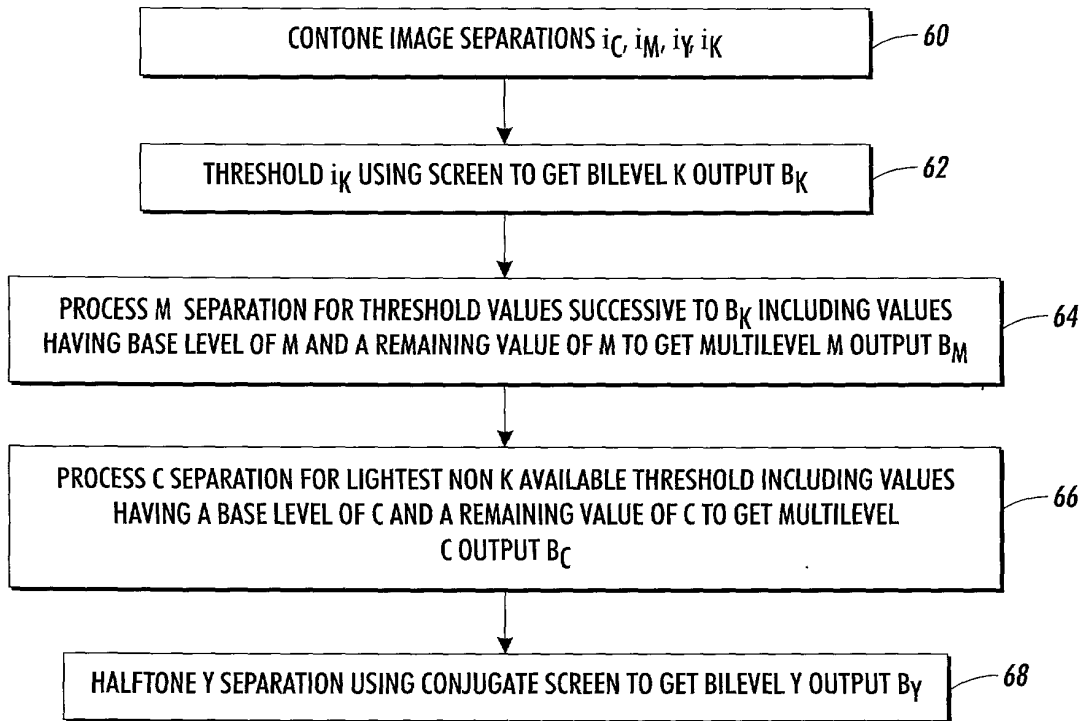 CONTONE IMAGE SEPARATIONS iC, iM, iY, iK
60
THRESHOLD iK USING SCREEN TO GET BILEVEL K OUTPUT BK
62
PROCESS M SEPARATION FOR THRESHOLD VALUES SUCCESSIVE TO BK INCLUDING VALUES
HAVING BASE LEVEL OF M AND A REMAINING VALUE OF M TO GET MULTILEVEL M OUTPUT BM
64
PROCESS C SEPARATION FOR LIGHTEST NON K AVAILABLE THRESHOLD INCLUDING VALUES
HAVING A BASE LEVEL OF C AND A REMAINING VALUE OF C TO GET MULTILEVEL
C OUTPUT BC
66
HALFTONE Y SEPARATION USING CONJUGATE SCREEN TO GET BILEVEL Y OUTPUT BY
68